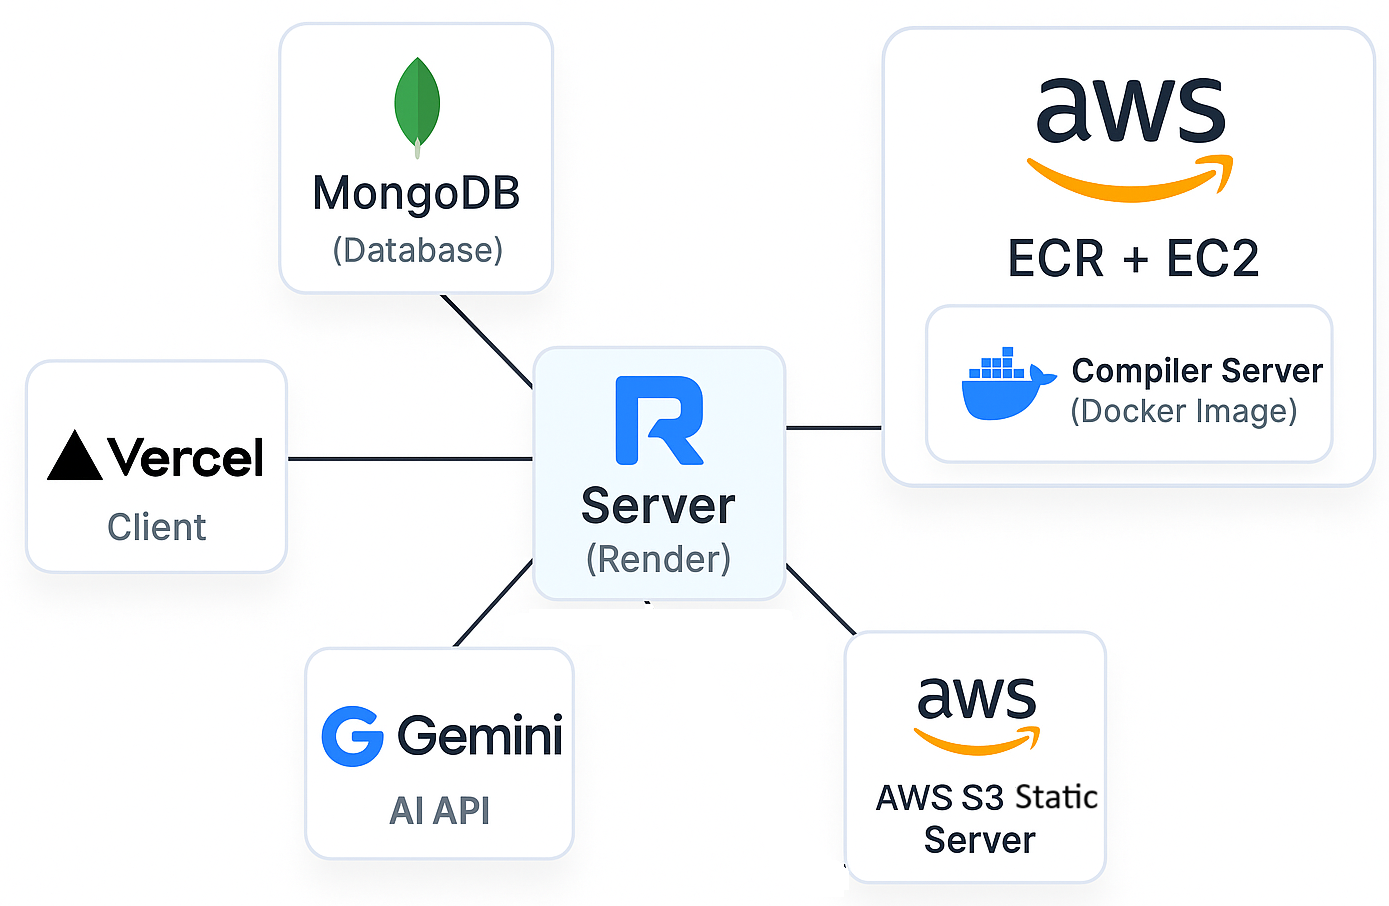 MongoDB
(Database)
aws
ECR + EC2
Compiler Server
(Docker Image)
Vercel
Client
Server
(Render)
Gemini
AI API
aws
AWS S3 Static
Server